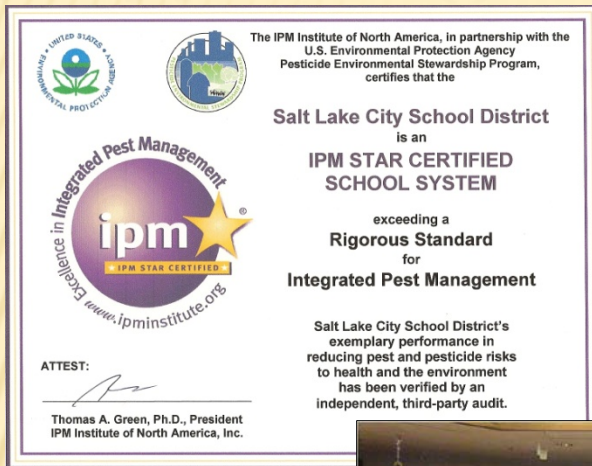 UNITED STATES
ENVIRONMENTAL PROTECTION AGENCY
The IPM Institute of North America, in partnership with the
U.S. Environmental Protection Agency
Pesticide Environmental Stewardship Program,
certifies that the
Salt Lake City School District
is an
IPM STAR CERTIFIED
SCHOOL SYSTEM
exceeding a
Rigorous Standard
for
Integrated Pest Management
Salt Lake City School District's
exemplary performance in
reducing pest and pesticide risks
to health and the environment
has been verified by an
independent, third-party audit.
Excellence in Integrated Pest Management
ipm
®
IPM STAR CERTIFIED
www.ipminstitute.org
ATTEST:
Thomas A. Green, Ph.D., President
IPM Institute of North America, Inc.